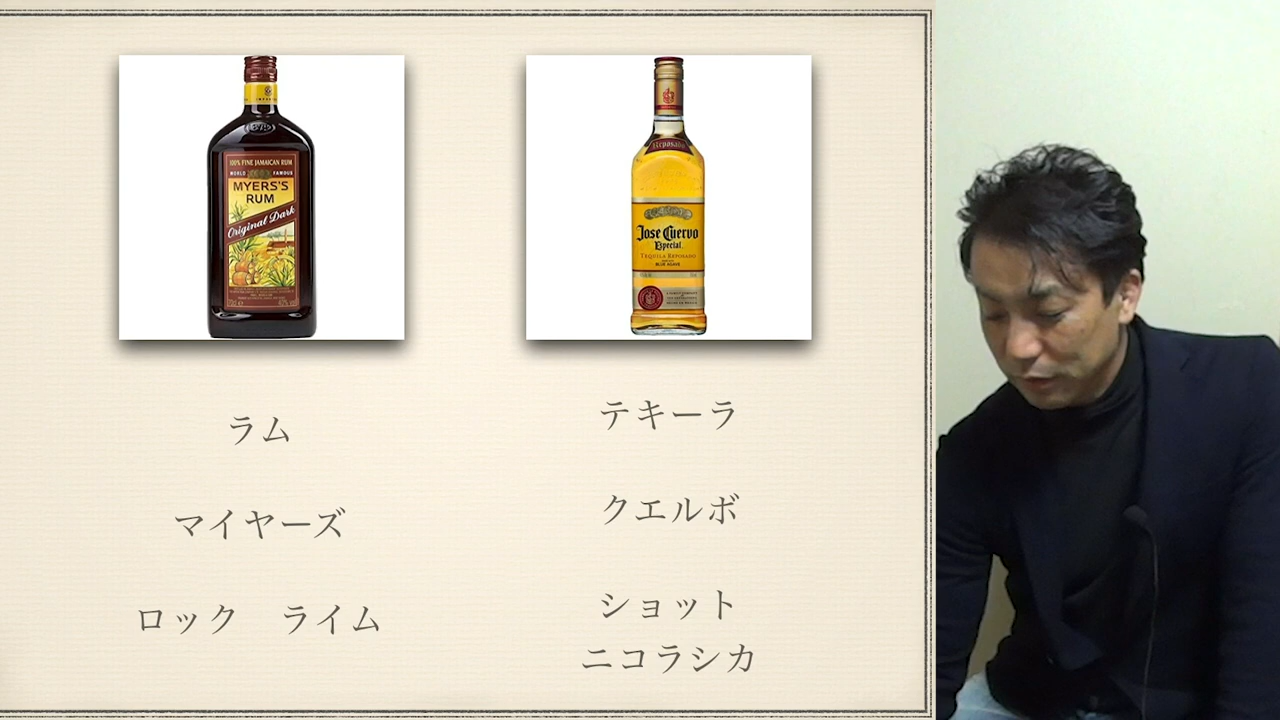 100% FINE JAMAICAN RUM
WORLD FAMOUS
MYERS'S
RUM
Original Dark
Reposado
Jose Cuervo
Especial
TEQUILA REPOSADO
BLUE AGAVE
ラム
マイヤーズ
ロック　ライム
テキーラ
クエルボ
ショット
ニコラシカ